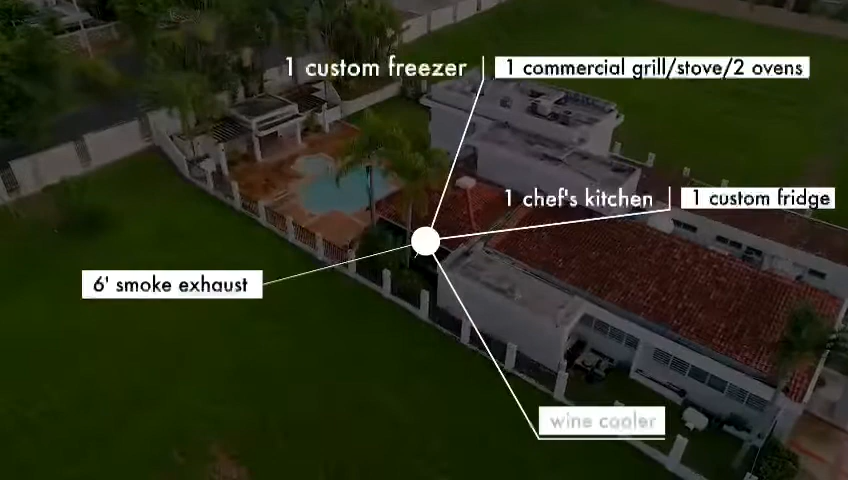 1 custom freezer
1 commercial grill/stove/2 ovens
1 chef's kitchen
1 custom fridge
6' smoke exhaust
wine cooler